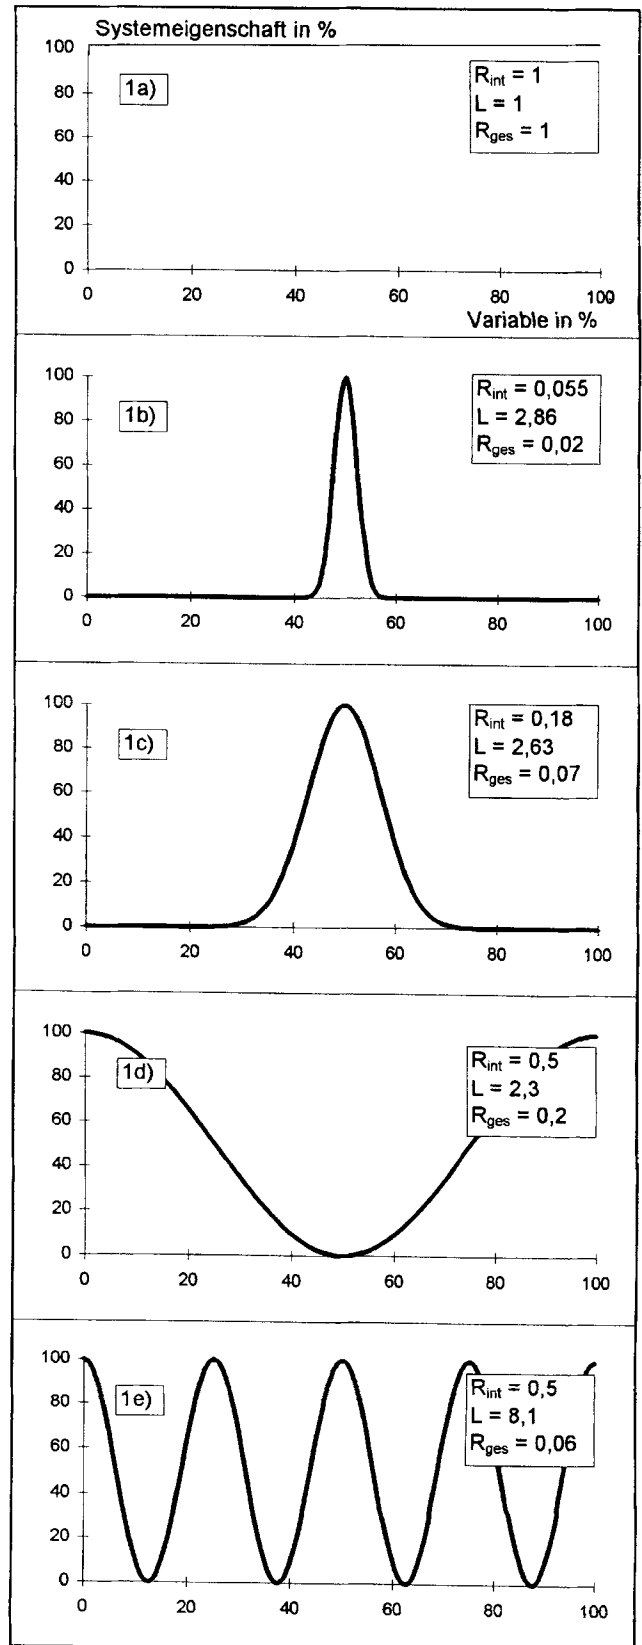 Systemeigenschaft in %
100
80
60
40
20
0
1a)
R_int = 1
L = 1
R_ges = 1
0 20 40 60 80 100
Variable in %
100
80
60
40
20
0
1b)
R_int = 0,055
L = 2,86
R_ges = 0,02
0 20 40 60 80 100
100
80
60
40
20
0
1c)
R_int = 0,18
L = 2,63
R_ges = 0,07
0 20 40 60 80 100
100
80
60
40
20
0
1d)
R_int = 0,5
L = 2,3
R_ges = 0,2
0 20 40 60 80 100
100
80
60
40
20
0
1e)
R_int = 0,5
L = 8,1
R_ges = 0,06
0 20 40 60 80 100